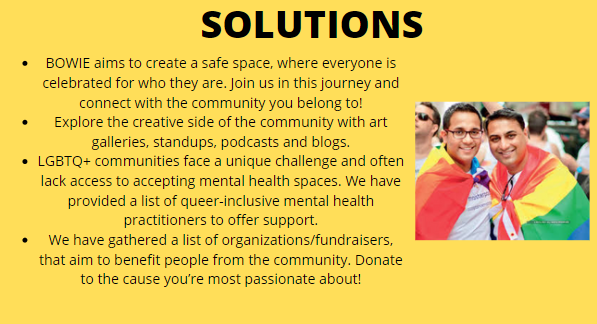 SOLUTIONS
• BOWIE aims to create a safe space, where everyone is
celebrated for who they are. Join us in this journey and
connect with the community you belong to!
• Explore the creative side of the community with art
galleries, standups, podcasts and blogs.
• LGBTQ+ communities face a unique challenge and often
lack access to accepting mental health spaces. We have
provided a list of queer-inclusive mental health
practitioners to offer support.
• We have gathered a list of organizations/fundraisers,
that aim to benefit people from the community. Donate
to the cause you’re most passionate about!